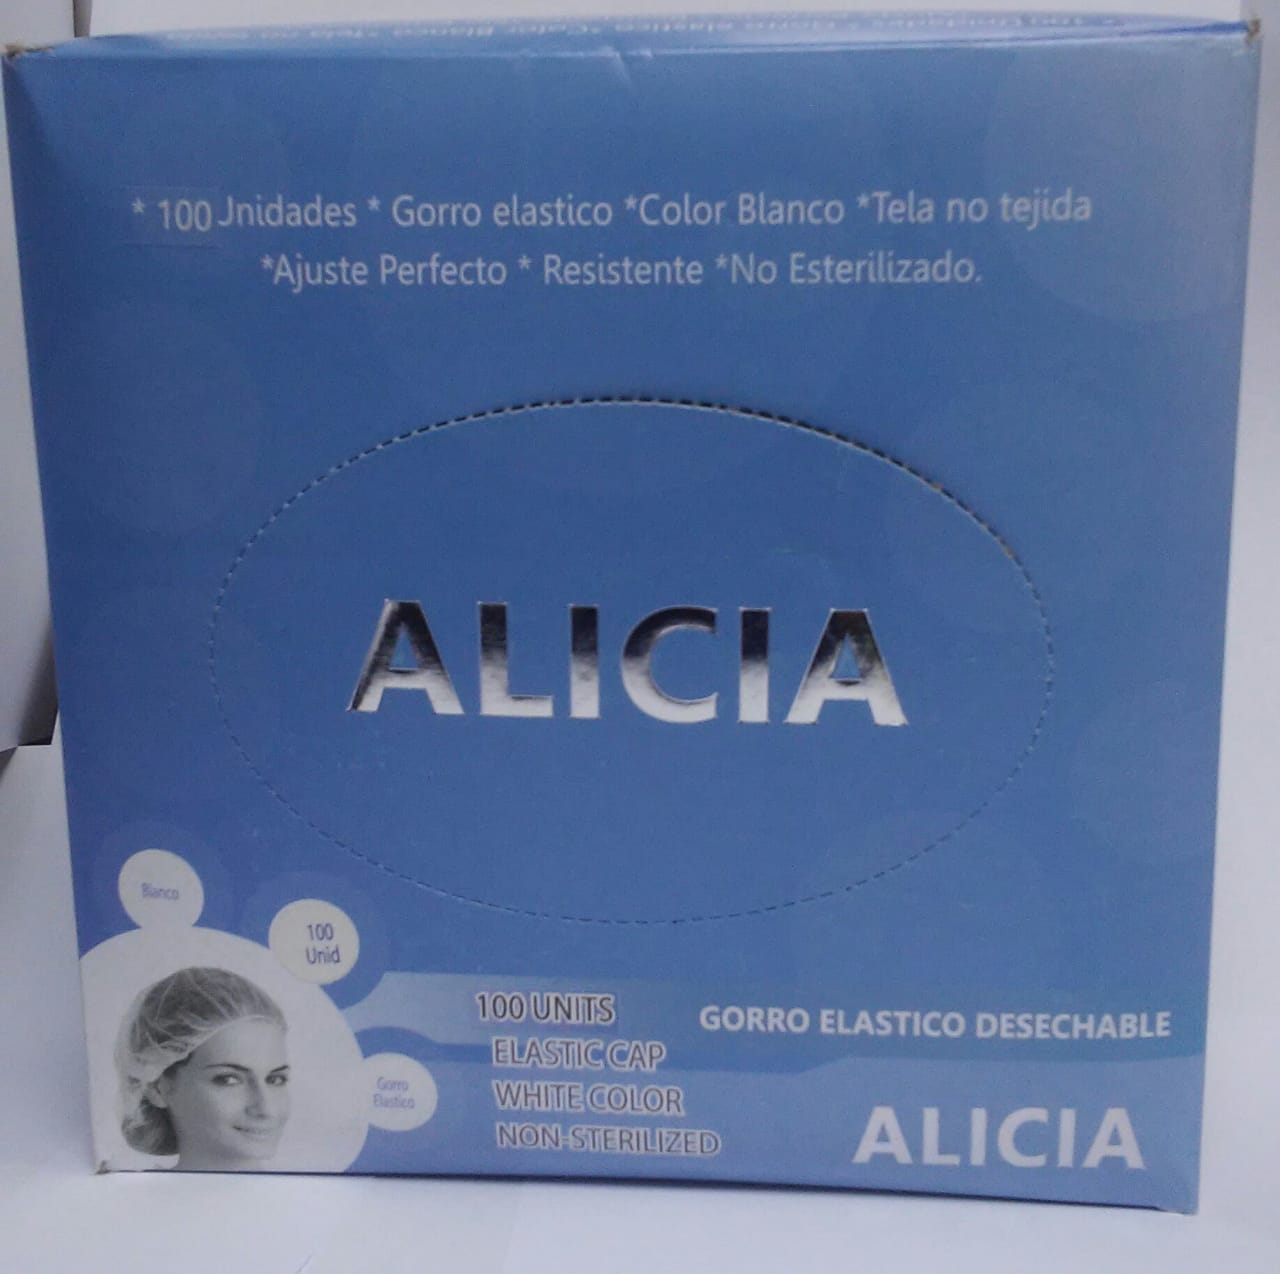 * 100 Jnidades * Gorro elastico *Color Blanco *Tela no tejida
*Ajuste Perfecto * Resistente *No Esterilizado.
ALICIA
Blanco
100
Unid
Gorro
Elastico
100 UNITS
ELASTIC CAP
WHITE COLOR
NON-STERILIZED
GORRO ELASTICO DESECHABLE
ALICIA